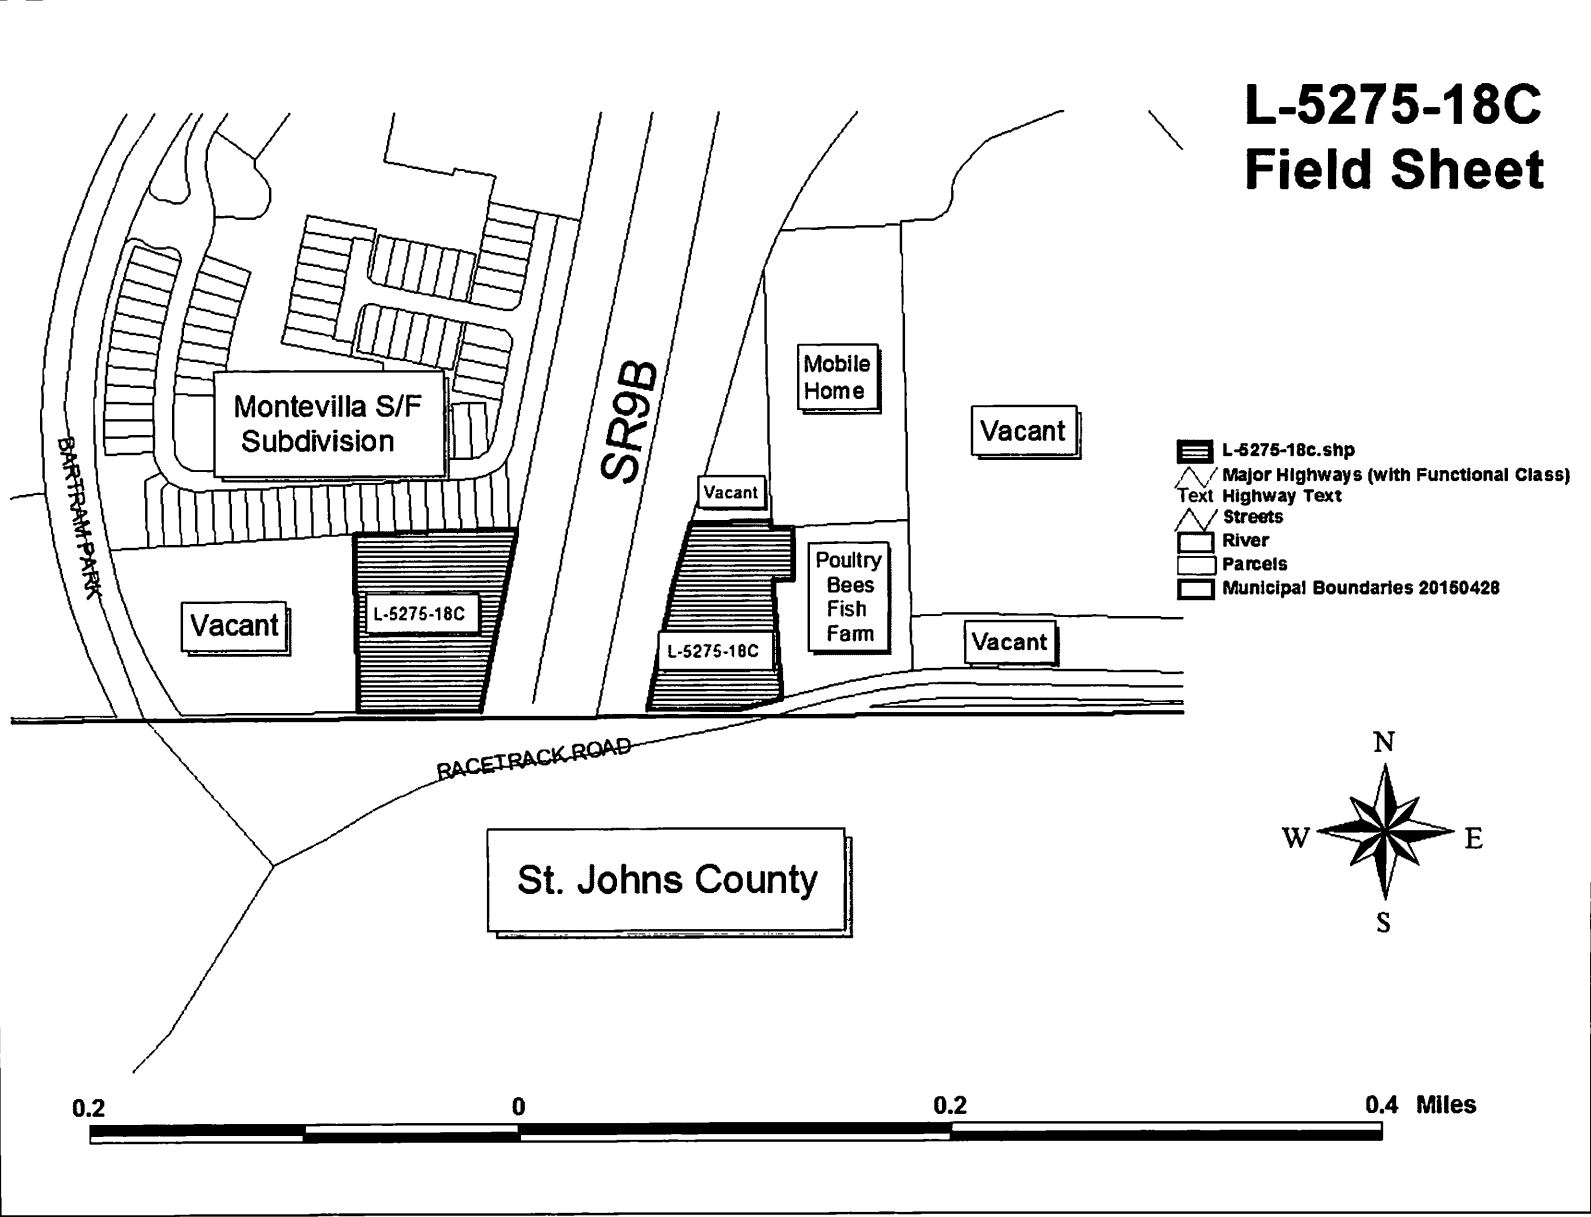 L-5275-18C
Field Sheet
Mobile
Home
Montevilla S/F
Subdivision
SR9B
Vacant
Vacant
BARTRAM PARK
L-5275-18c.shp
Major Highways (with Functional Class)
Text Highway Text
Streets
River
Parcels
Municipal Boundaries 20150428
Poultry
Bees
Fish
Farm
Vacant
L-5275-18C
L-5275-18C
Vacant
RACETRACK ROAD
N
W
E
S
St. Johns County
0.2
0
0.2
0.4 Miles